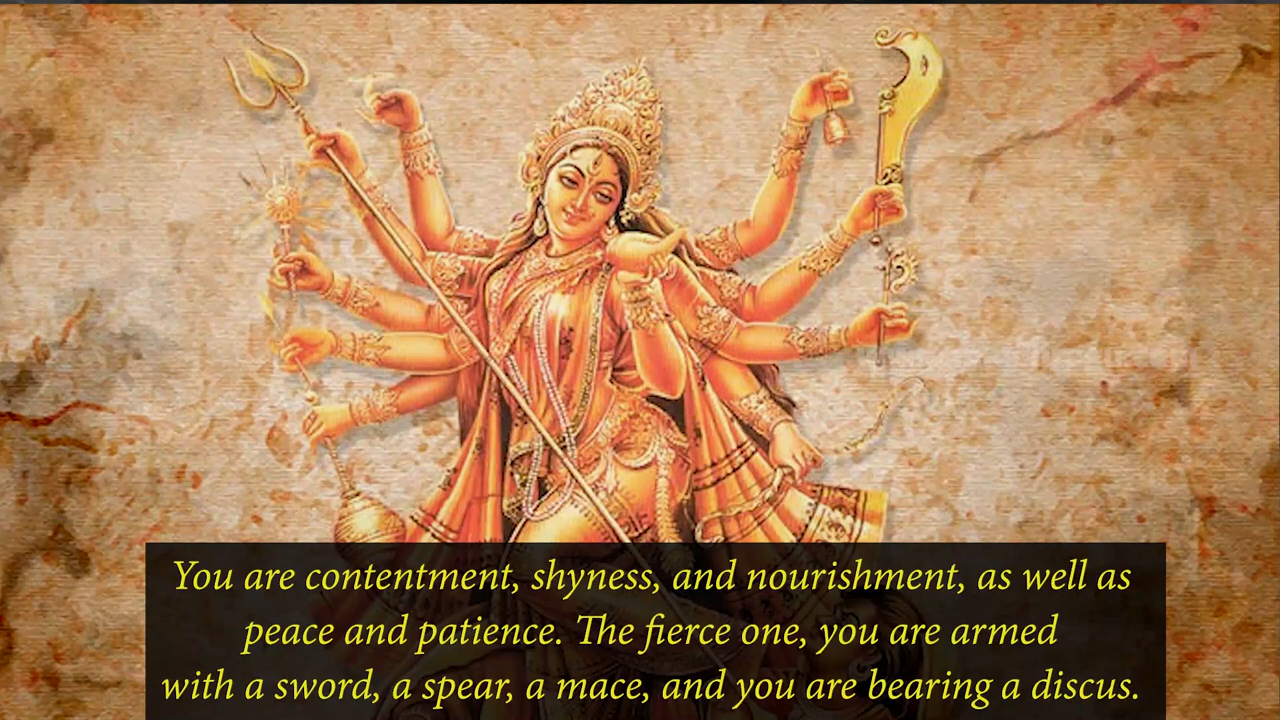 You are contentment, shyness, and nourishment, as well as
peace and patience. The fierce one, you are armed
with a sword, a spear, a mace, and you are bearing a discus.